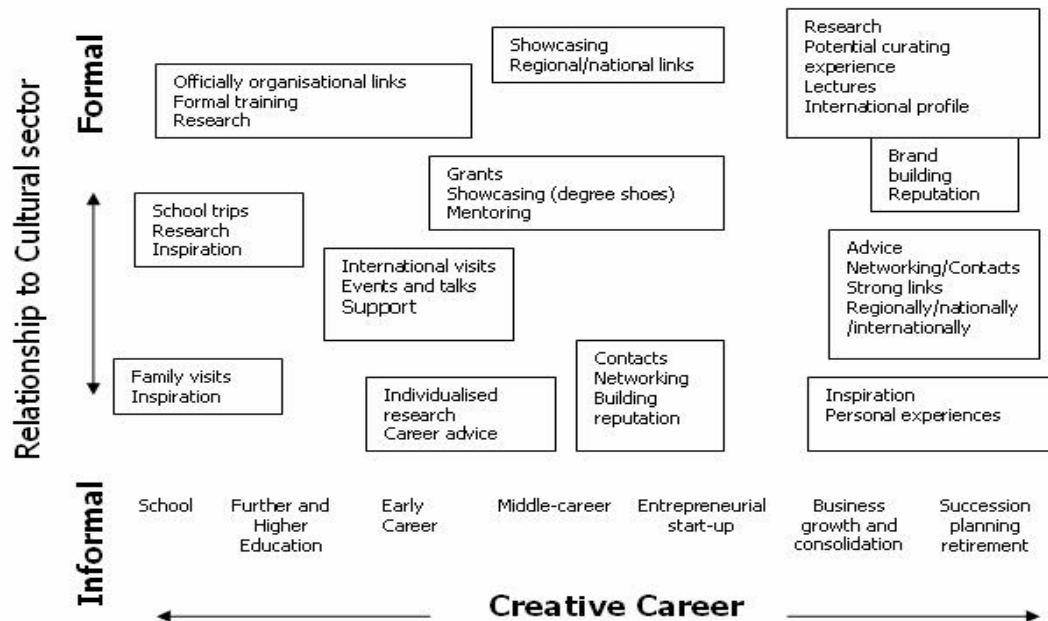 Relationship to Cultural sector
Formal
Informal
Officially organisational links
Formal training
Research
Showcasing
Regional/national links
Research
Potential curating
experience
Lectures
International profile
Grants
Showcasing (degree shoes)
Mentoring
Brand
building
Reputation
School trips
Research
Inspiration
International visits
Events and talks
Support
Advice
Networking/Contacts
Strong links
Regionally/nationally
/internationally
Family visits
Inspiration
Individualised
research
Career advice
Contacts
Networking
Building
reputation
Inspiration
Personal experiences
School
Further and
Higher
Education
Early
Career
Middle-career
Entrepreneurial
start-up
Business
growth and
consolidation
Succession
planning
retirement
Creative Career